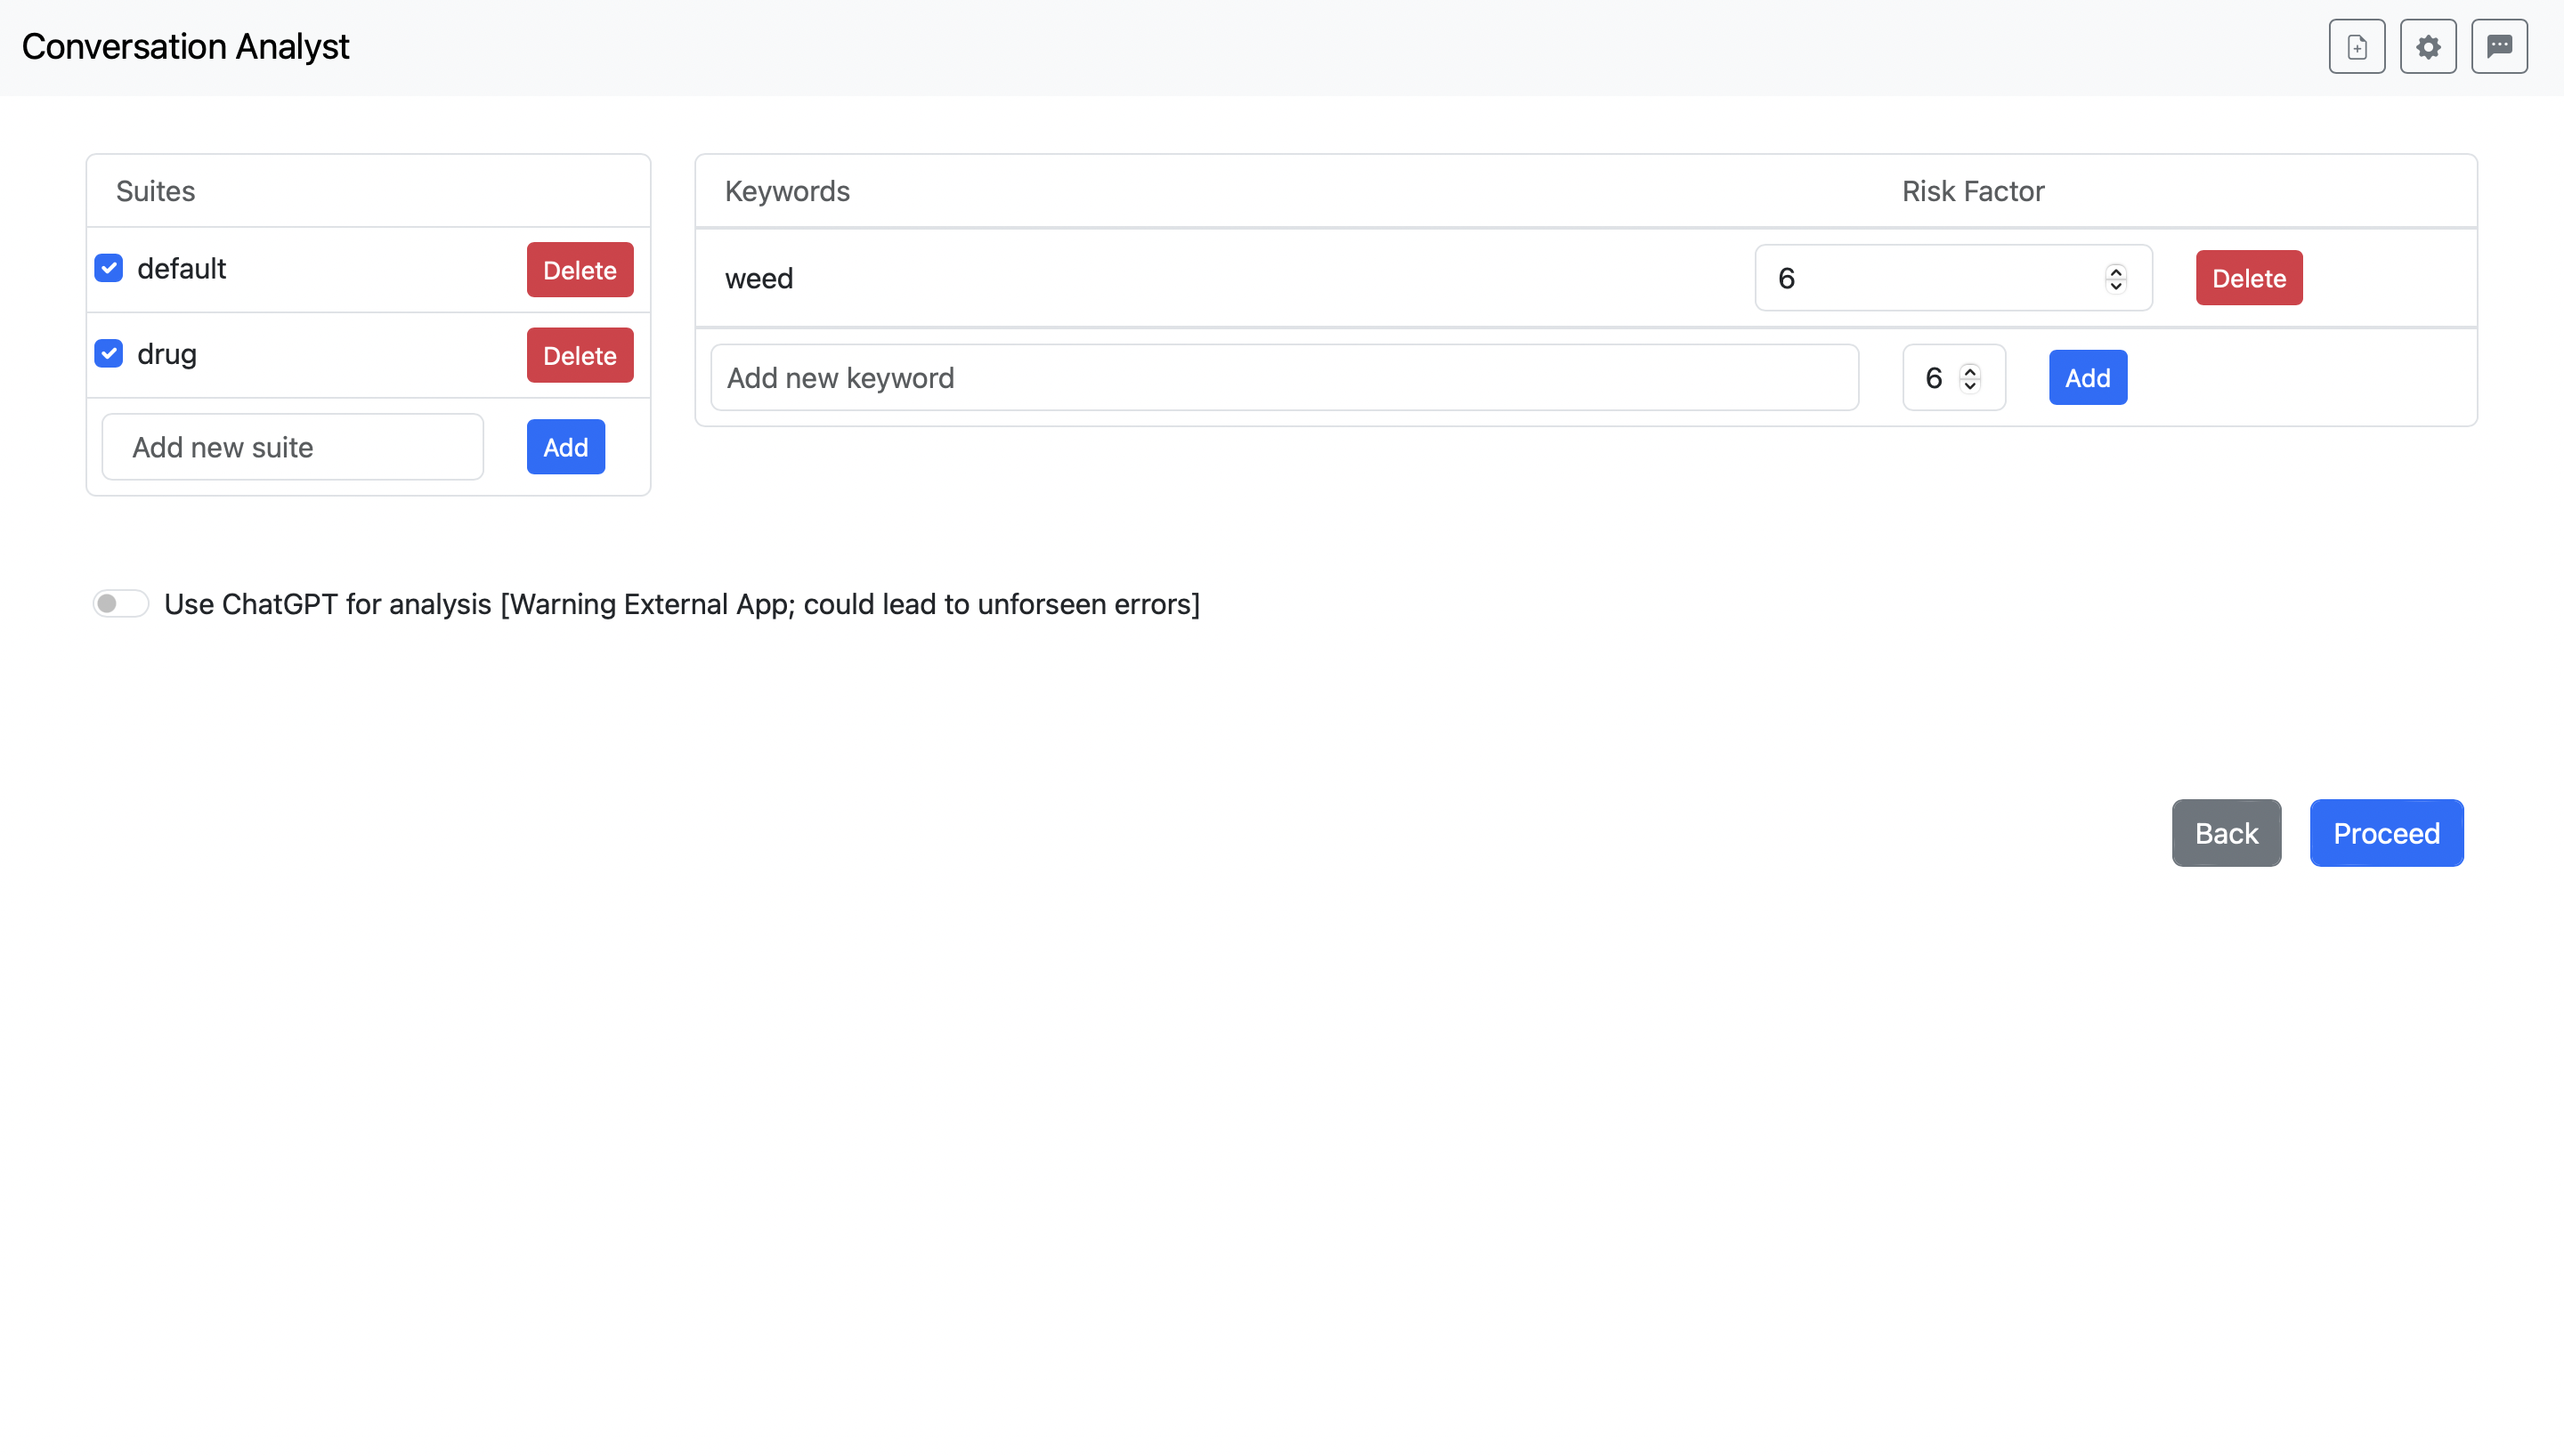 Conversation Analyst
Suites
default Delete
drug Delete
Add new suite Add
Keywords Risk Factor
weed 6 Delete
Add new keyword 6 Add
Use ChatGPT for analysis [Warning External App; could lead to unforseen errors]
Back Proceed